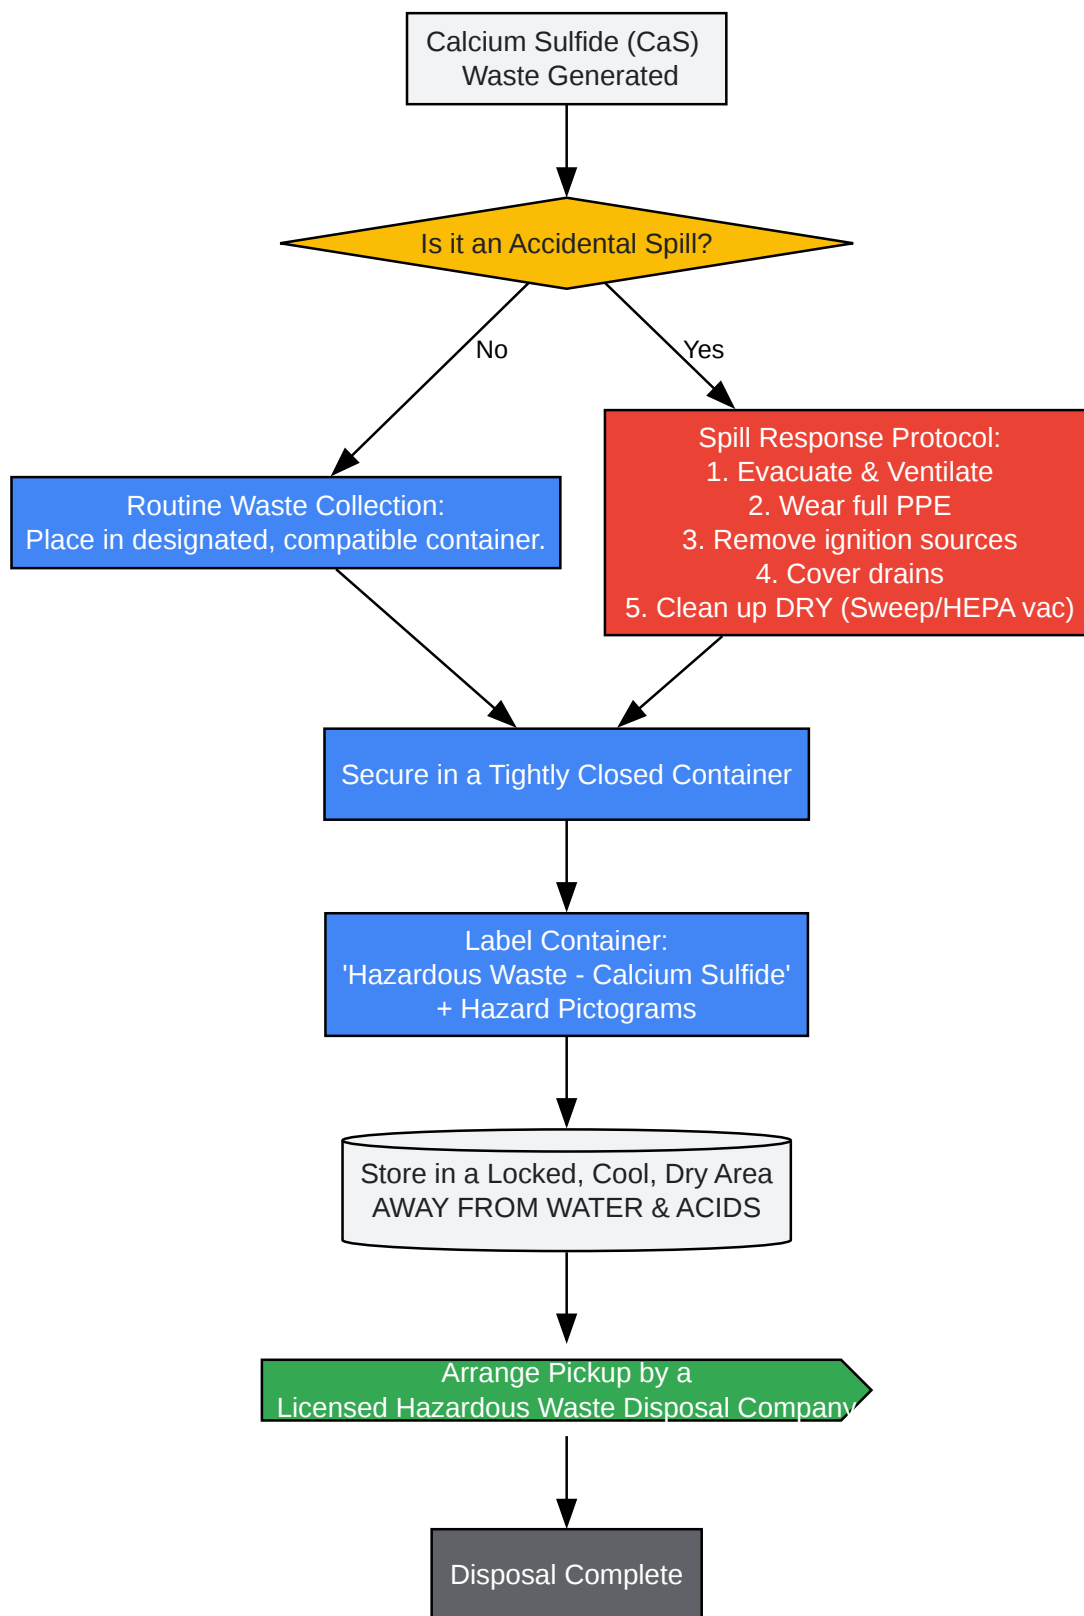 Calcium Sulfide (CaS)
Waste Generated
Is it an Accidental Spill?
No
Yes
Spill Response Protocol:
1. Evacuate & Ventilate
2. Wear full PPE
3. Remove ignition sources
4. Cover drains
5. Clean up DRY (Sweep/HEPA vac)
Routine Waste Collection:
Place in designated, compatible container.
Secure in a Tightly Closed Container
Label Container:
'Hazardous Waste - Calcium Sulfide'
+ Hazard Pictograms
Store in a Locked, Cool, Dry Area
AWAY FROM WATER & ACIDS
Arrange Pickup by a
Licensed Hazardous Waste Disposal Company
Disposal Complete